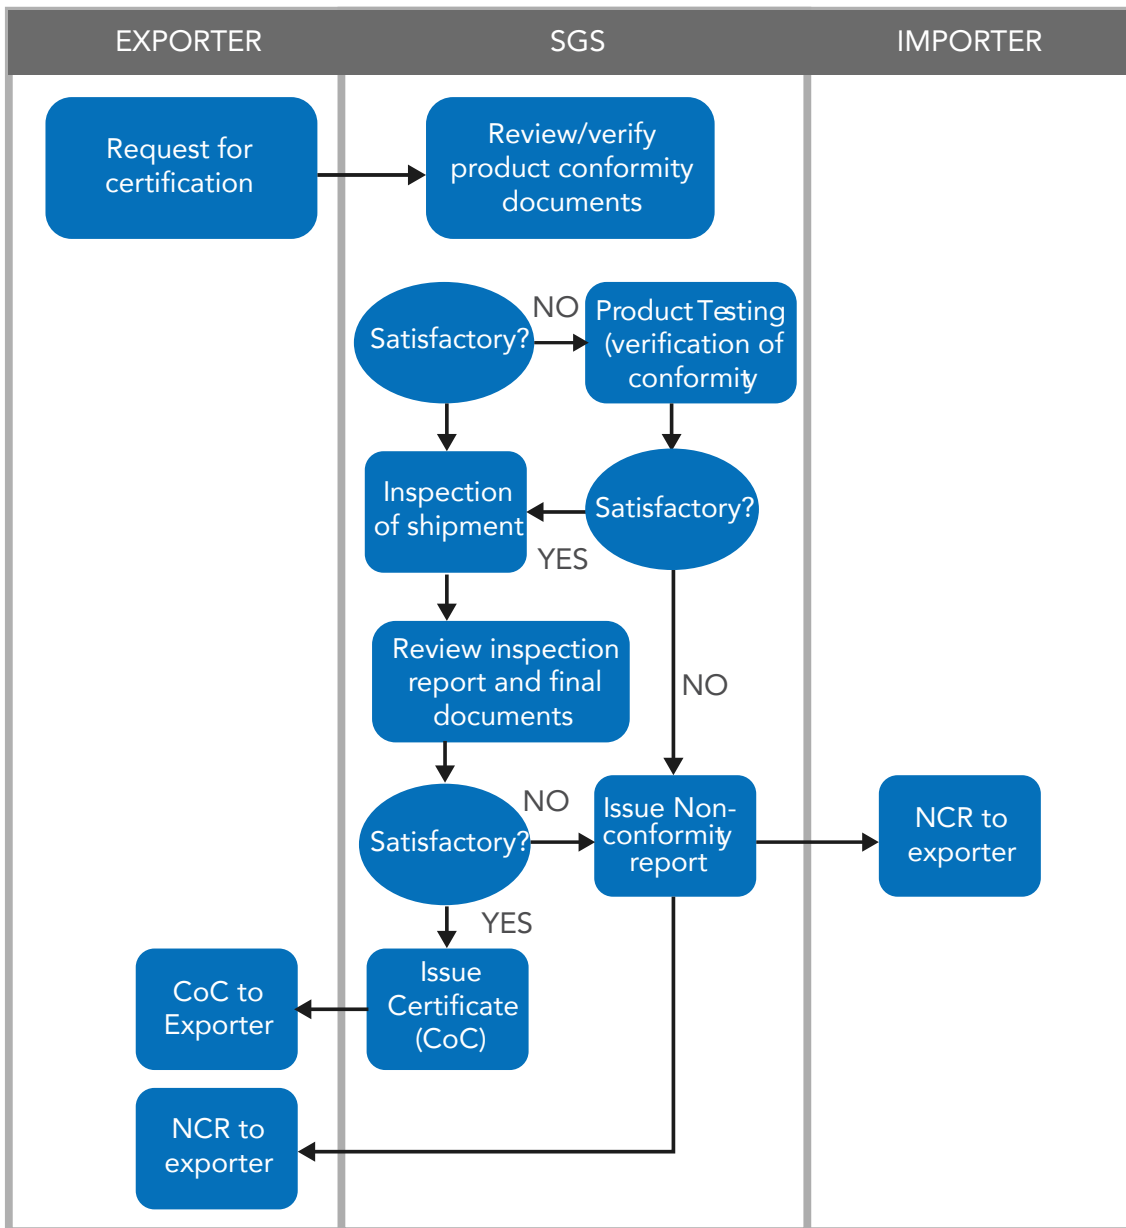 EXPORTER
SGS
IMPORTER
Request for
certification
Review/verify
product conformity
documents
Satisfactory?
NO
Product Testing
(verification of
conformity
Inspection
of shipment
YES
Satisfactory?
Review inspection
report and final
documents
NO
Satisfactory?
NO
Issue Non-
conformity
report
NCR to
exporter
YES
CoC to
Exporter
Issue
Certificate
(CoC)
NCR to
exporter